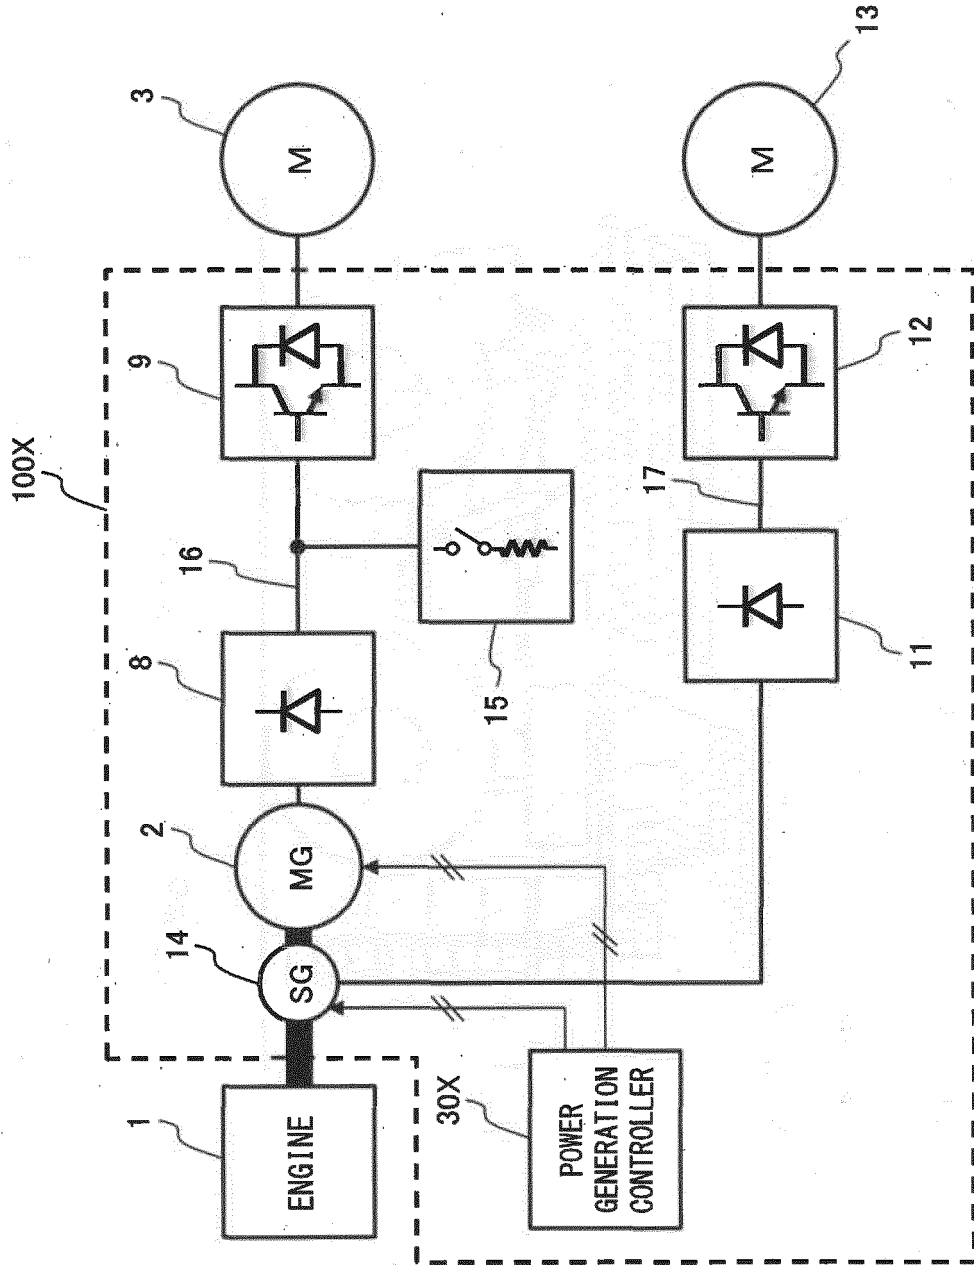 100X
1
14
2
8
16
9
3
ENGINE
SG
MG
M
15
30X
POWER
GENERATION
CONTROLLER
11
17
12
M
13